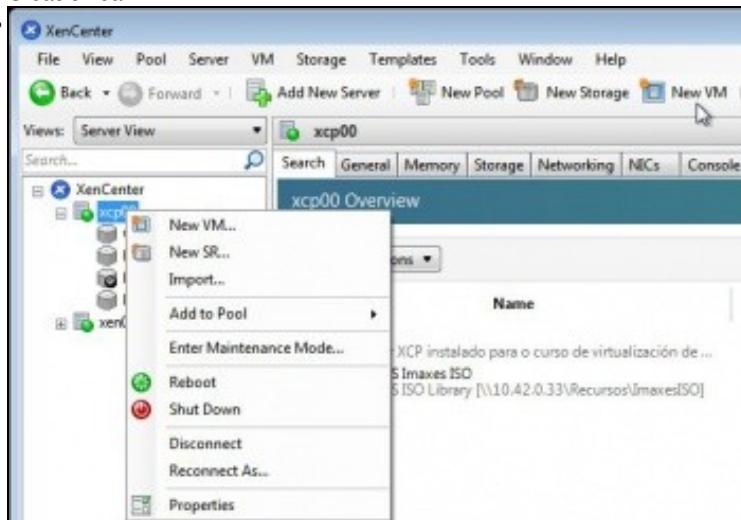 XenCenter
File View Pool Server VM Storage Templates Tools Window Help
Back Forward Add New Server New Pool New Storage New VM
Views: Server View
xcp00
Search...
Search General Memory Storage Networking NICs Console
XenCenter
xcp00 Overview
xcp00
New VM...
New SR...
Import...
Add to Pool
Name
Enter Maintenance Mode...
XCP instalado para o curso de virtualización de ...
S Imaxes ISO
S ISO Library [\\10.42.0.33\Recursos\ImaxesISO]
Reboot
Shut Down
Disconnect
Reconnect As...
Properties